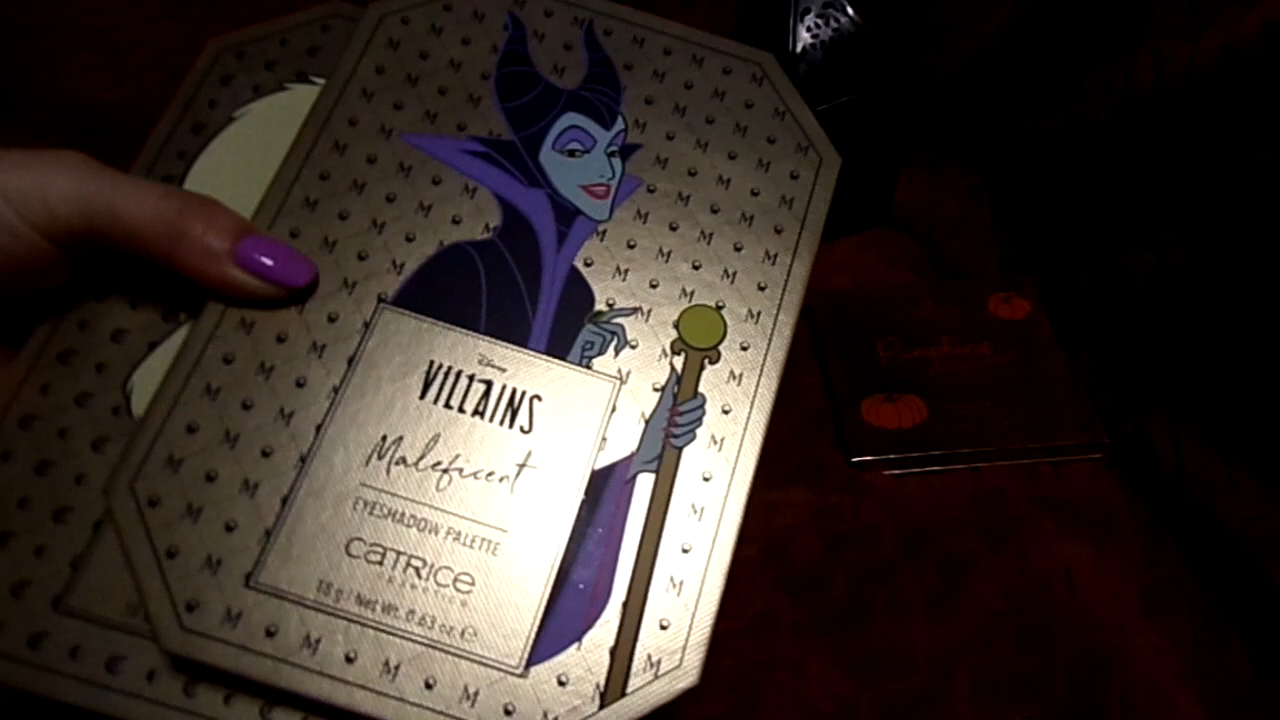 Disney
VILLAINS
Maleficent
EYESHADOW PALETTE
CATRICE
COSMETICS
18 g / Net Wt. 0.63 oz ℮